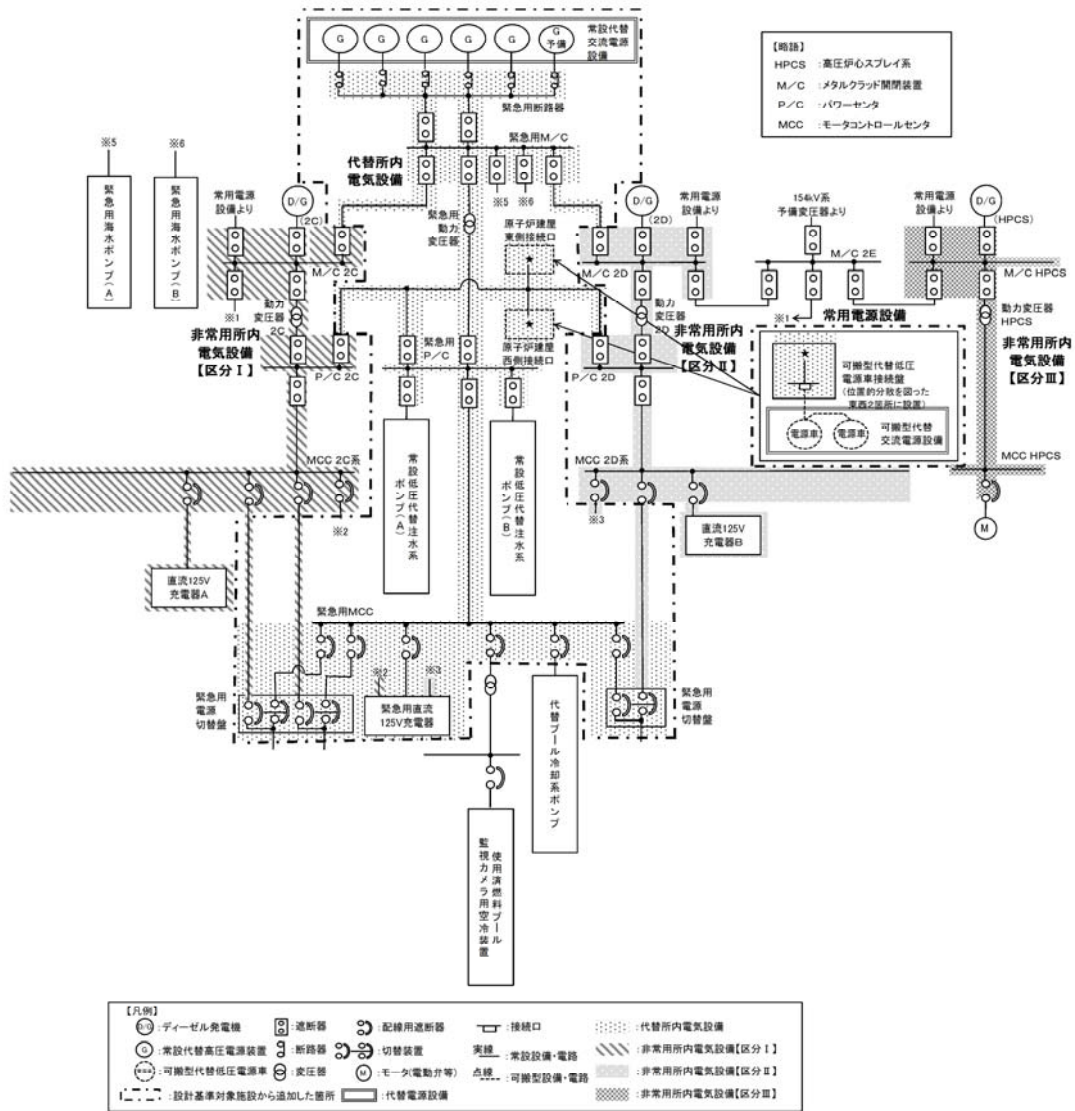 G
G
G
G
G
G
予備
常設代替
交流電源
設備
緊急用断路器
緊急用M/C
代替所内
電気設備
※5
※6
【略語】
HPCS :高圧炉心スプレイ系
M/C :メタルクラッド開閉装置
P/C :パワーセンタ
MCC :モータコントロールセンタ
※5
※6
緊急用海水ポンプ(A)
緊急用海水ポンプ(B)
常用電源
設備より
D/G
(2C)
M/C 2C
※1
動力
変圧器
2C
非常用所内
電気設備
【区分Ⅰ】
P/C 2C
緊急用
動力
変圧器
原子炉建屋
東側接続口
原子炉建屋
西側接続口
緊急用
P/C
D/G
(2D)
常用電源
設備より
M/C 2D
動力
変圧器
2D
非常用所内
電気設備
【区分Ⅱ】
P/C 2D
154kV系
予備変圧器より
M/C 2E
※1
常用電源設備
常用電源
設備より
D/G
(HPCS)
M/C HPCS
動力変圧器
HPCS
非常用所内
電気設備
【区分Ⅲ】
可搬型代替低圧
電源車接続盤
(位置的分散を図った
東西2箇所に設置)
電源車
電源車
可搬型代替
交流電源設備
MCC HPCS
M
MCC 2C系
※2
直流125V
充電器A
常設低圧代替注水系
ポンプ(A)
常設低圧代替注水系
ポンプ(B)
MCC 2D系
※3
直流125V
充電器B
緊急用MCC
緊急用
電源
切替盤
※2
※3
緊急用直流
125V充電器
代替プール冷却系ポンプ
緊急用
電源
切替盤
使用済燃料プール
監視カメラ用空冷装置
【凡例】
D/G :ディーゼル発電機
:遮断器
:配線用遮断器
:接続口
:代替所内電気設備
G :常設代替高圧電源装置
:断路器
:切替装置
実線
:常設設備・電路
:非常用所内電気設備【区分Ⅰ】
電源車 :可搬型代替低圧電源車
:変圧器
M :モータ(電動弁等)
点線
:可搬型設備・電路
:非常用所内電気設備【区分Ⅱ】
:設計基準対象施設から追加した箇所
:代替電源設備
:非常用所内電気設備【区分Ⅲ】